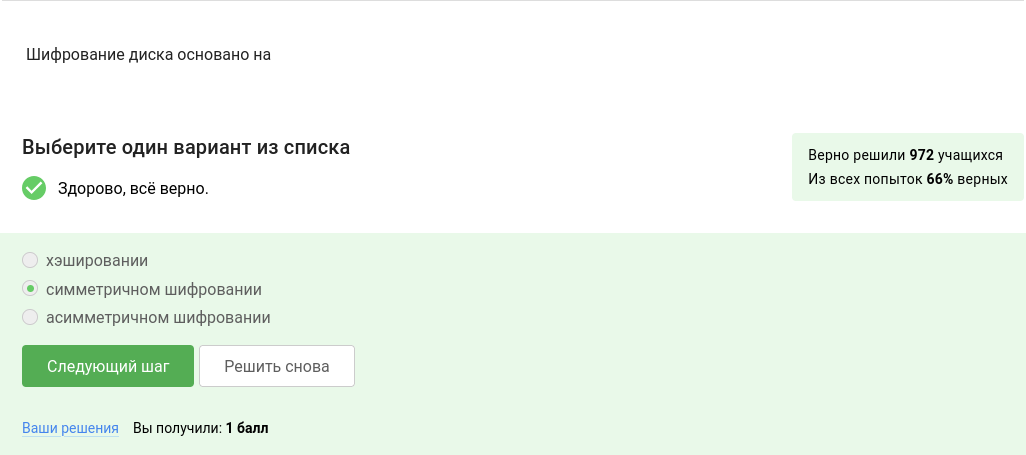 Шифрование диска основано на
Выберите один вариант из списка
Верно решили 972 учащихся
Из всех попыток 66% верных
Здорово, всё верно.
хэшировании
симметричном шифровании
асимметричном шифровании
Следующий шаг
Решить снова
Ваши решения Вы получили: 1 балл